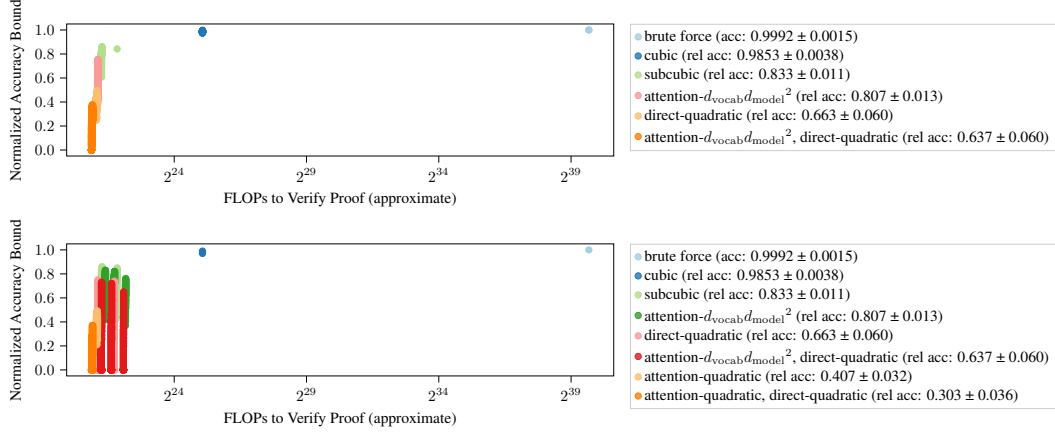 Normalized Accuracy Bound
1.0
0.8
0.6
0.4
0.2
0.0
2^24
2^29
2^34
2^39
FLOPs to Verify Proof (approximate)
brute force (acc: 0.9992 ± 0.0015)
cubic (rel acc: 0.9853 ± 0.0038)
subcubic (rel acc: 0.833 ± 0.011)
attention-d_vocab d_model^2 (rel acc: 0.807 ± 0.013)
direct-quadratic (rel acc: 0.663 ± 0.060)
attention-d_vocab d_model^2, direct-quadratic (rel acc: 0.637 ± 0.060)
Normalized Accuracy Bound
1.0
0.8
0.6
0.4
0.2
0.0
2^24
2^29
2^34
2^39
FLOPs to Verify Proof (approximate)
brute force (acc: 0.9992 ± 0.0015)
cubic (rel acc: 0.9853 ± 0.0038)
subcubic (rel acc: 0.833 ± 0.011)
attention-d_vocab d_model^2 (rel acc: 0.807 ± 0.013)
direct-quadratic (rel acc: 0.663 ± 0.060)
attention-d_vocab d_model^2, direct-quadratic (rel acc: 0.637 ± 0.060)
attention-quadratic (rel acc: 0.407 ± 0.032)
attention-quadratic, direct-quadratic (rel acc: 0.303 ± 0.036)